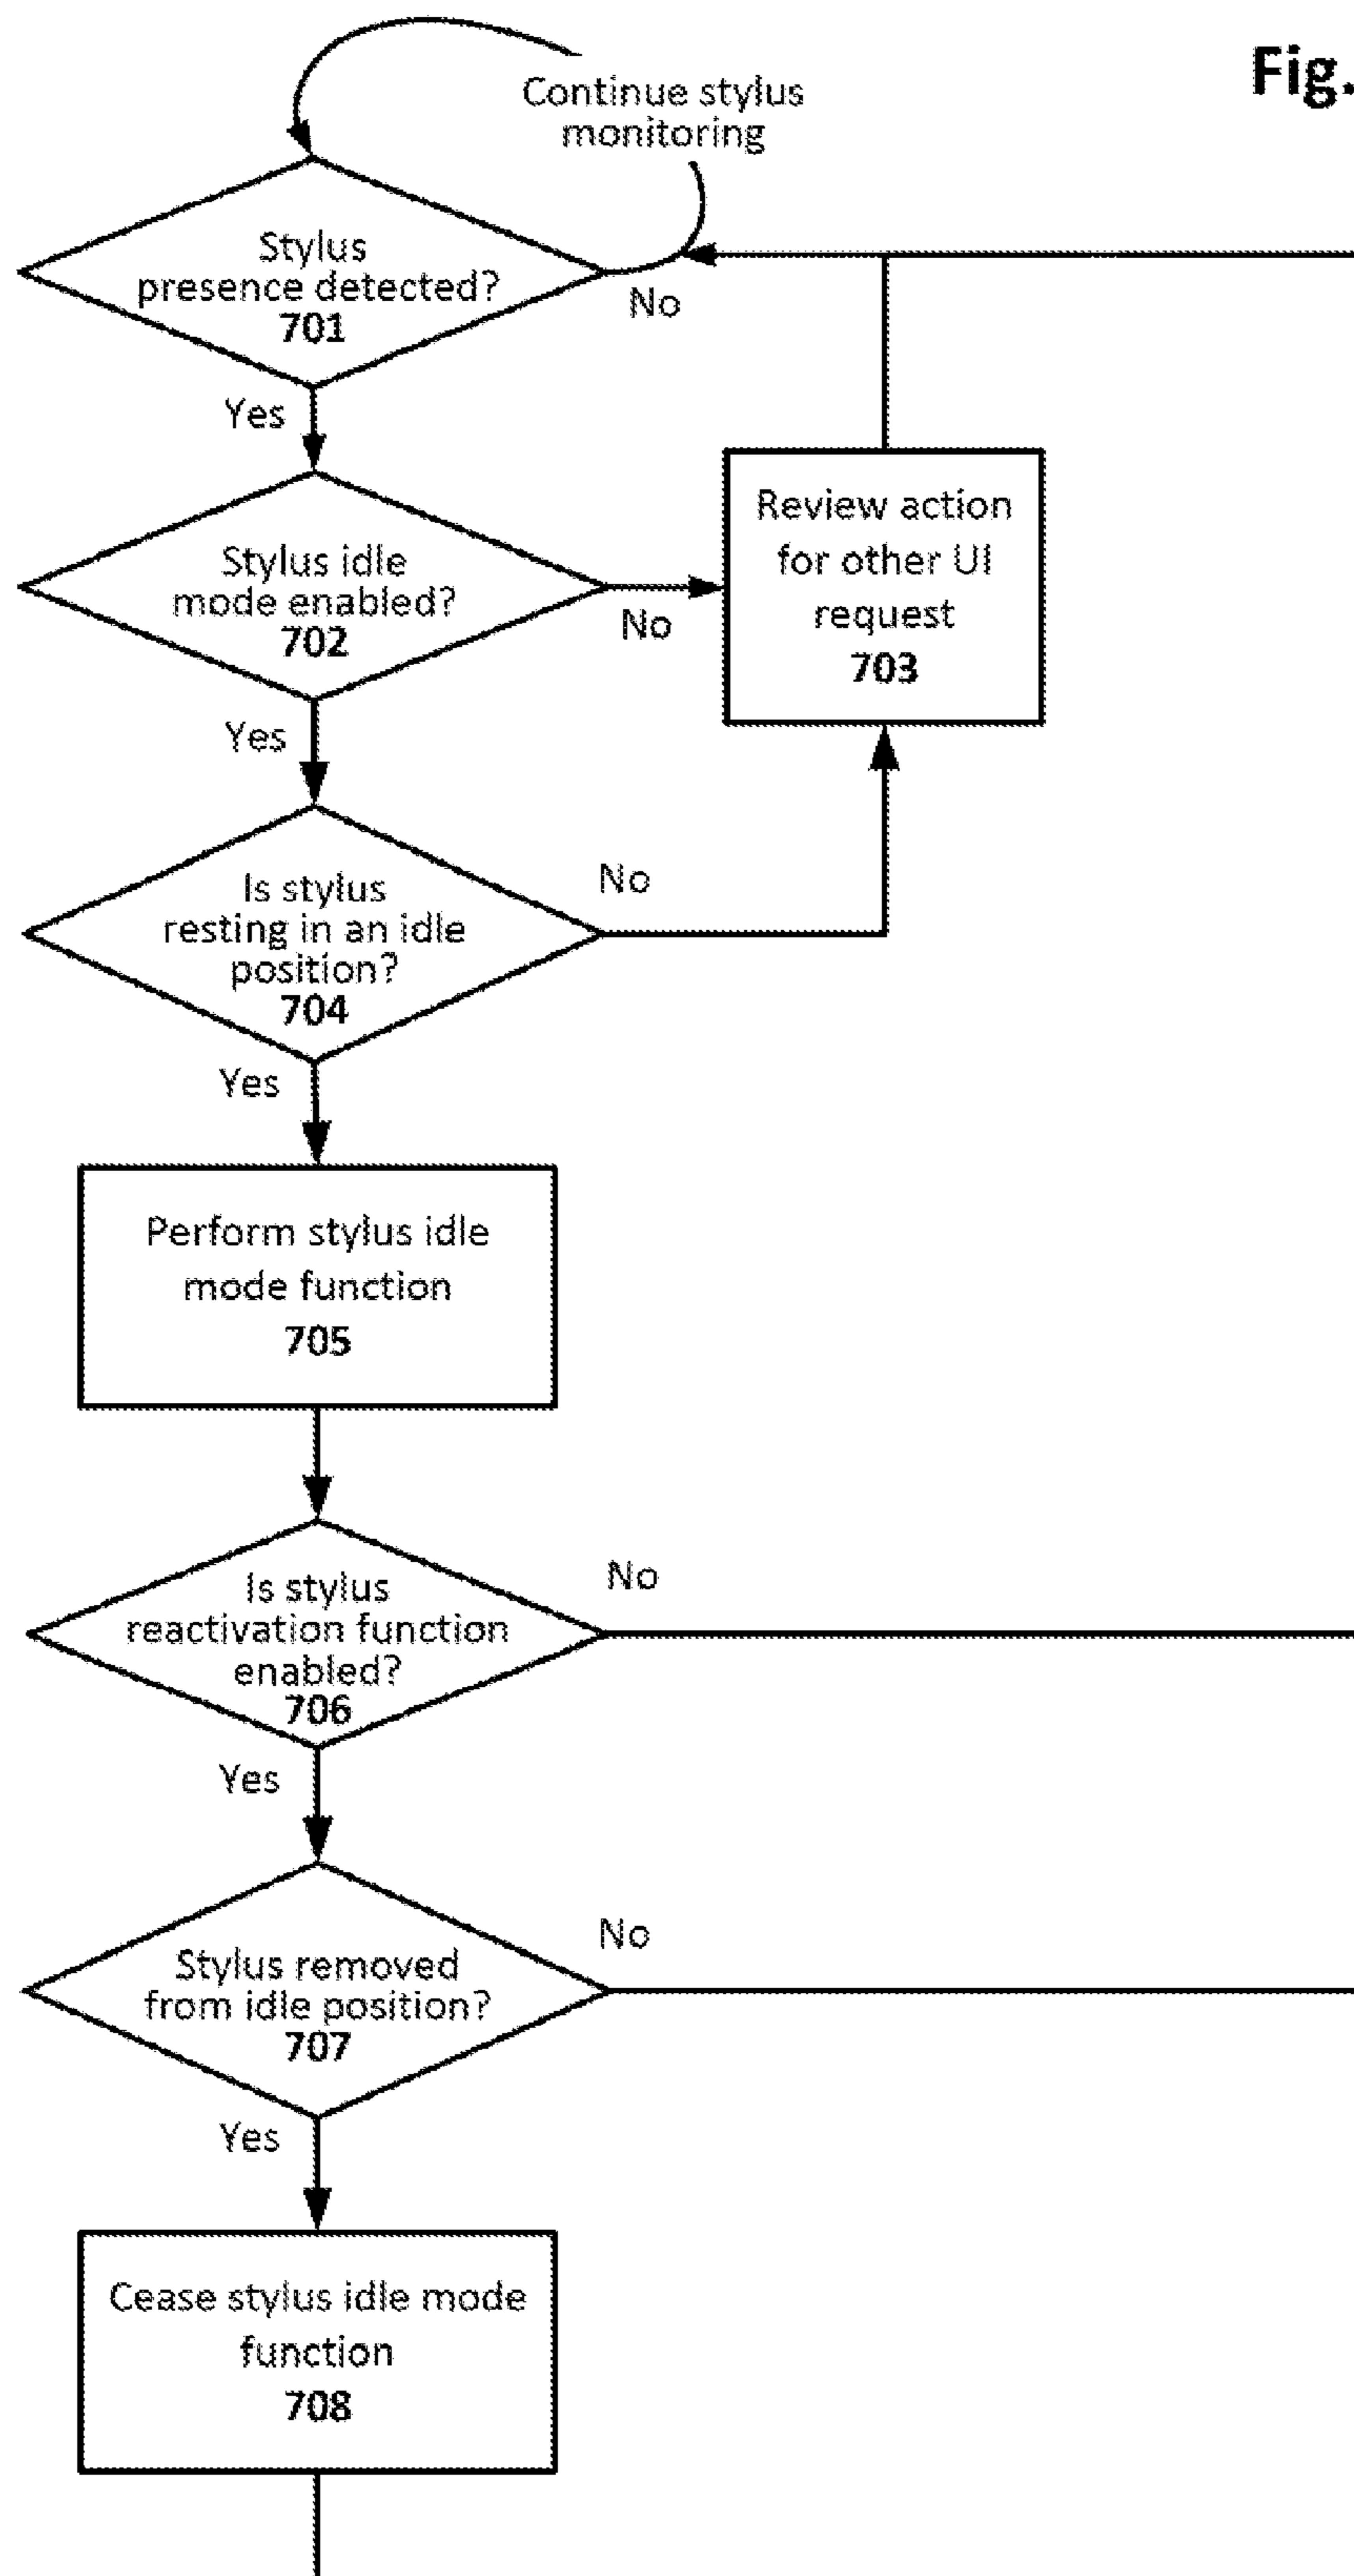 Fig.
Continue stylus
monitoring
Stylus
presence detected?
701
No
Yes
Stylus idle
mode enabled?
702
No
Review action
for other UI
request
703
Yes
Is stylus
resting in an idle
position?
704
No
Yes
Perform stylus idle
mode function
705
Is stylus
reactivation function
enabled?
706
No
Yes
Stylus removed
from idle position?
707
No
Yes
Cease stylus idle mode
function
708